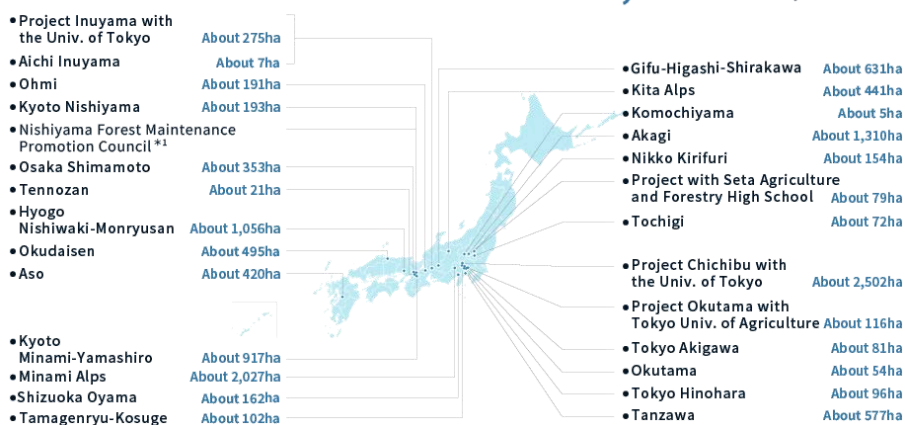 ●Project Inuyama with
the Univ. of Tokyo About 275ha
●Aichi Inuyama About 7ha
●Ohmi About 191ha
●Kyoto Nishiyama About 193ha
●Nishiyama Forest Maintenance
Promotion Council *1
●Osaka Shimamoto About 353ha
●Tennozan About 21ha
●Hyogo
Nishiwaki-Monryusan About 1,056ha
●Okudaisen About 495ha
●Aso About 420ha
●Kyoto
Minami-Yamashiro About 917ha
●Minami Alps About 2,027ha
●Shizuoka Oyama About 162ha
●Tamagenryu-Kosuge About 102ha
●Gifu-Higashi-Shirakawa About 631ha
●Kita Alps About 441ha
●Komochiyama About 5ha
●Akagi About 1,310ha
●Nikko Kirifuri About 154ha
●Project with Seta Agriculture
and Forestry High School About 79ha
●Tochigi About 72ha
●Project Chichibu with
the Univ. of Tokyo About 2,502ha
●Project Okutama with
Tokyo Univ. of Agriculture About 116ha
●Tokyo Akigawa About 81ha
●Okutama About 54ha
●Tokyo Hinohara About 96ha
●Tanzawa About 577ha